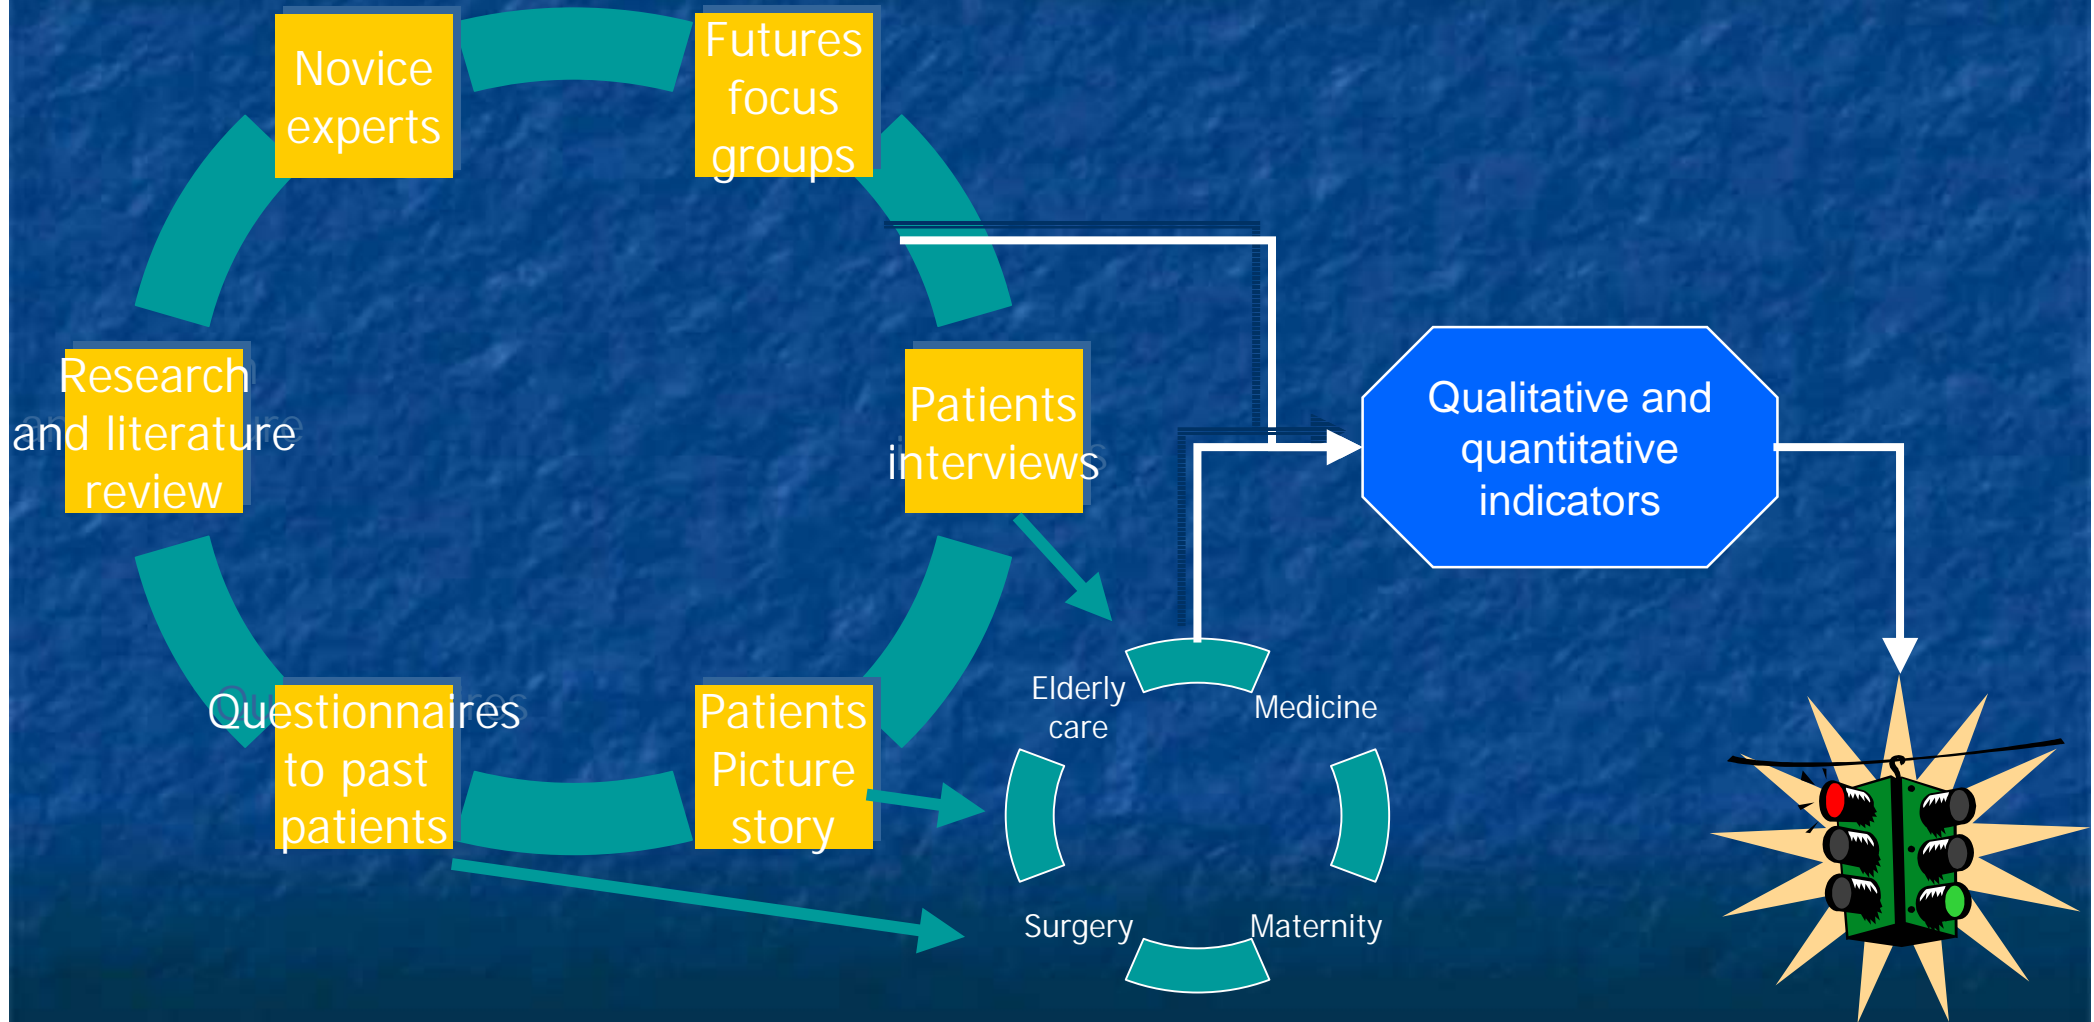 Novice
experts
Futures
focus
groups
Research
and literature
review
Patients
interviews
Qualitative and
quantitative
indicators
Questionnaires
to past
patients
Patients
Picture
story
Elderly
care
Medicine
Surgery
Maternity